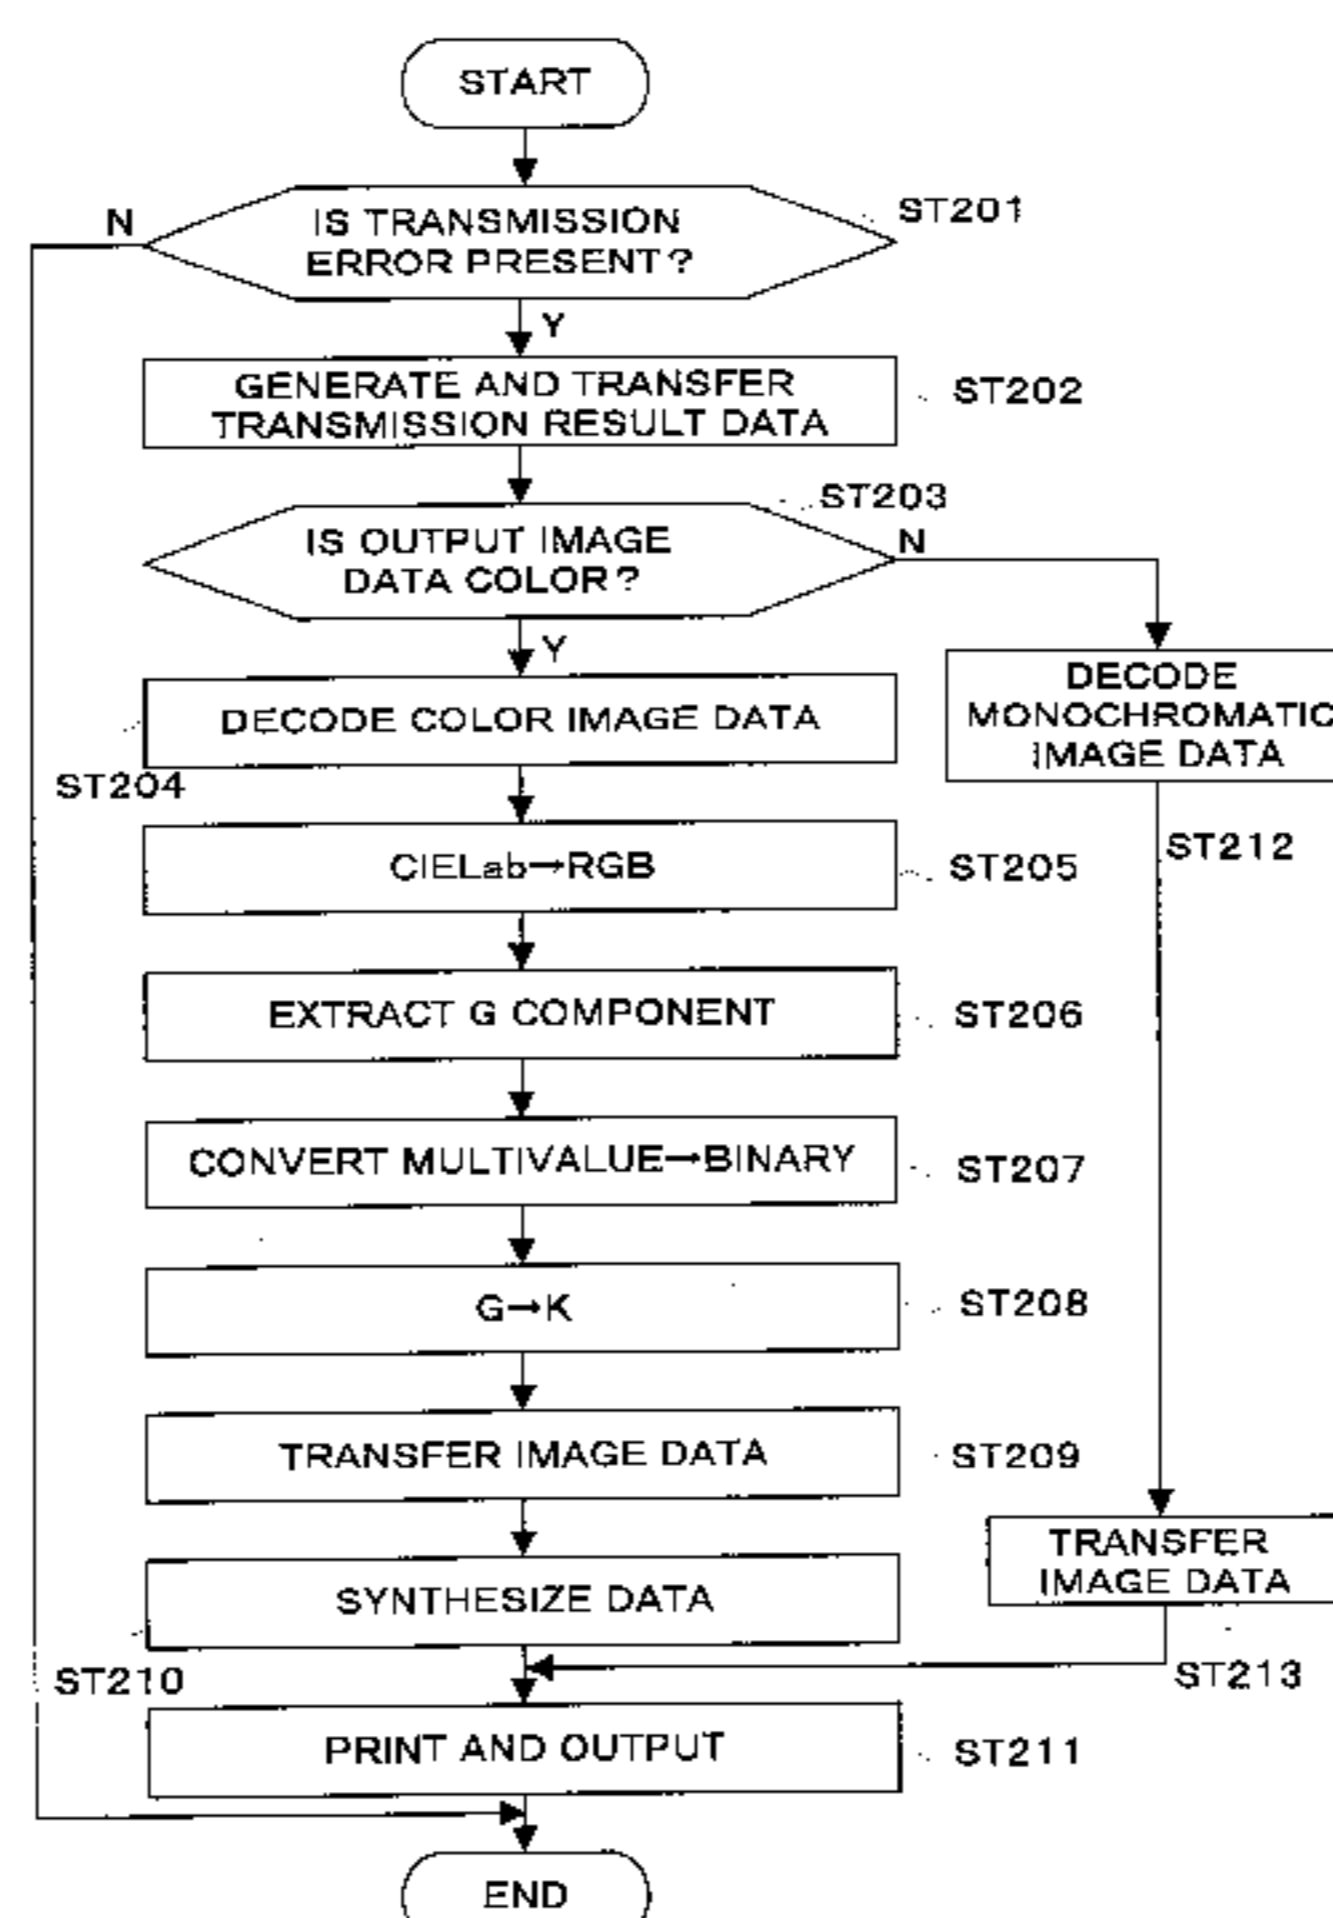 START
N
IS TRANSMISSION
ERROR PRESENT?
ST201
Y
GENERATE AND TRANSFER
TRANSMISSION RESULT DATA
ST202
ST203
IS OUTPUT IMAGE
DATA COLOR?
N
Y
DECODE COLOR IMAGE DATA
ST204
DECODE
MONOCHROMATIC
IMAGE DATA
ST212
CIELab→RGB
ST205
EXTRACT G COMPONENT
ST206
CONVERT MULTIVALUE→BINARY
ST207
G→K
ST208
TRANSFER IMAGE DATA
ST209
TRANSFER
IMAGE DATA
ST213
SYNTHESIZE DATA
ST210
PRINT AND OUTPUT
ST211
END